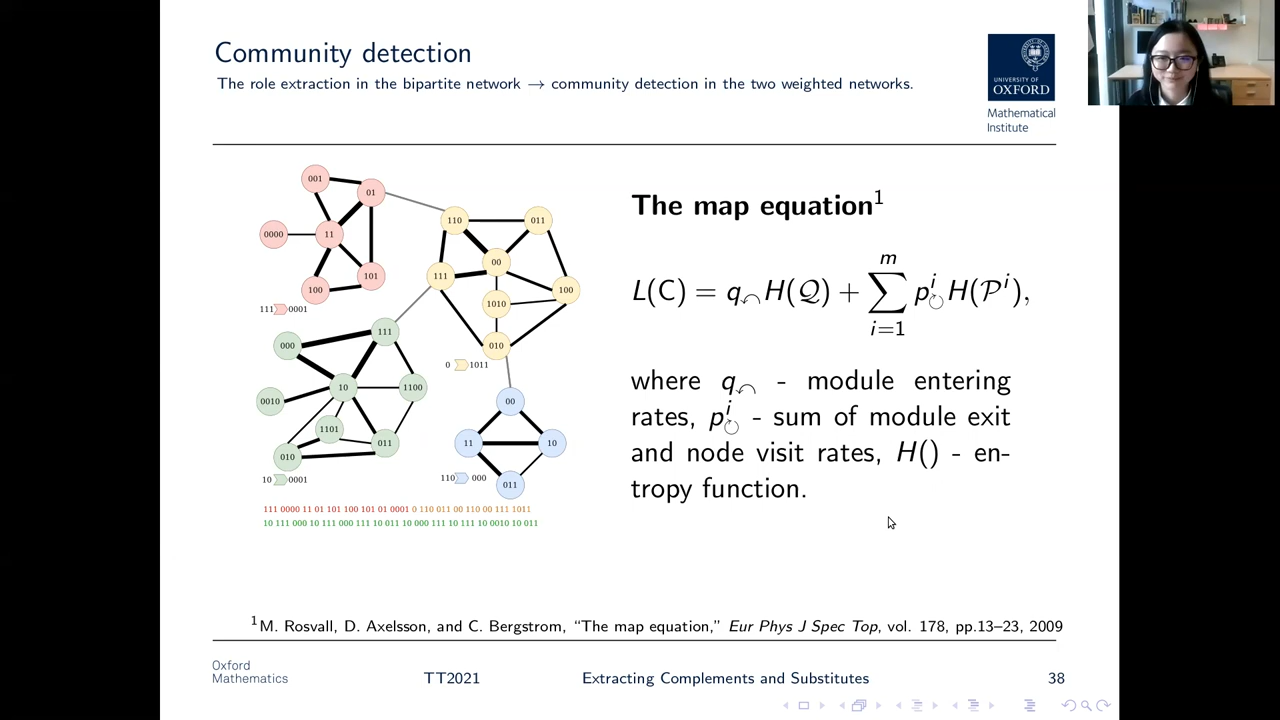 Community detection
The role extraction in the bipartite network → community detection in the two weighted networks.
UNIVERSITY OF
OXFORD
Mathematical
Institute
001
01
0000
11
100
101
111 0001
110
011
00
111
100
1010
010
0 1011
000
111
10
1100
0010
1101
011
010
10 0001
00
11
10
011
110 000
111 0000 11 01 101 100 101 01 0001 0 110 011 00 110 00 111 1011
10 111 000 10 111 000 111 10 011 10 000 111 10 111 10 0010 10 011
The map equation¹
L(C) = q↶H(𝒬) + ∑ᵢ₌₁ᵐ pⁱ↻H(𝒫ⁱ),
where q↶ - module entering
rates, pⁱ↻ - sum of module exit
and node visit rates, H() - en-
tropy function.
¹M. Rosvall, D. Axelsson, and C. Bergstrom, “The map equation,” Eur Phys J Spec Top, vol. 178, pp.13–23, 2009
Oxford
Mathematics
TT2021
Extracting Complements and Substitutes
38